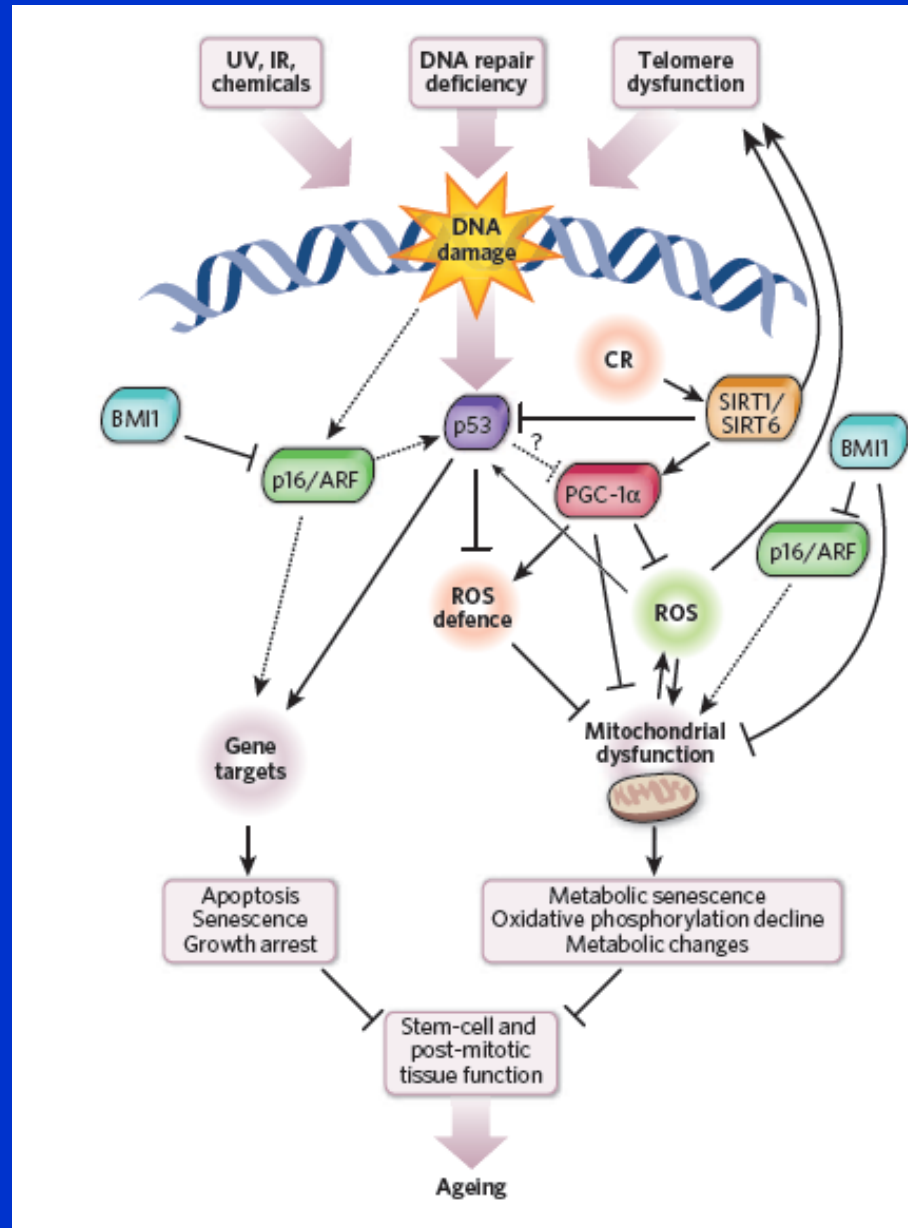 UV, IR,
chemicals
DNA repair
deficiency
Telomere
dysfunction
DNA
damage
CR
SIRT1/
SIRT6
BMI1
p53
?
BMI1
p16/ARF
PGC-1α
p16/ARF
ROS
defence
ROS
Gene
targets
Mitochondrial
dysfunction
Apoptosis
Senescence
Growth arrest
Metabolic senescence
Oxidative phosphorylation decline
Metabolic changes
Stem-cell and
post-mitotic
tissue function
Ageing